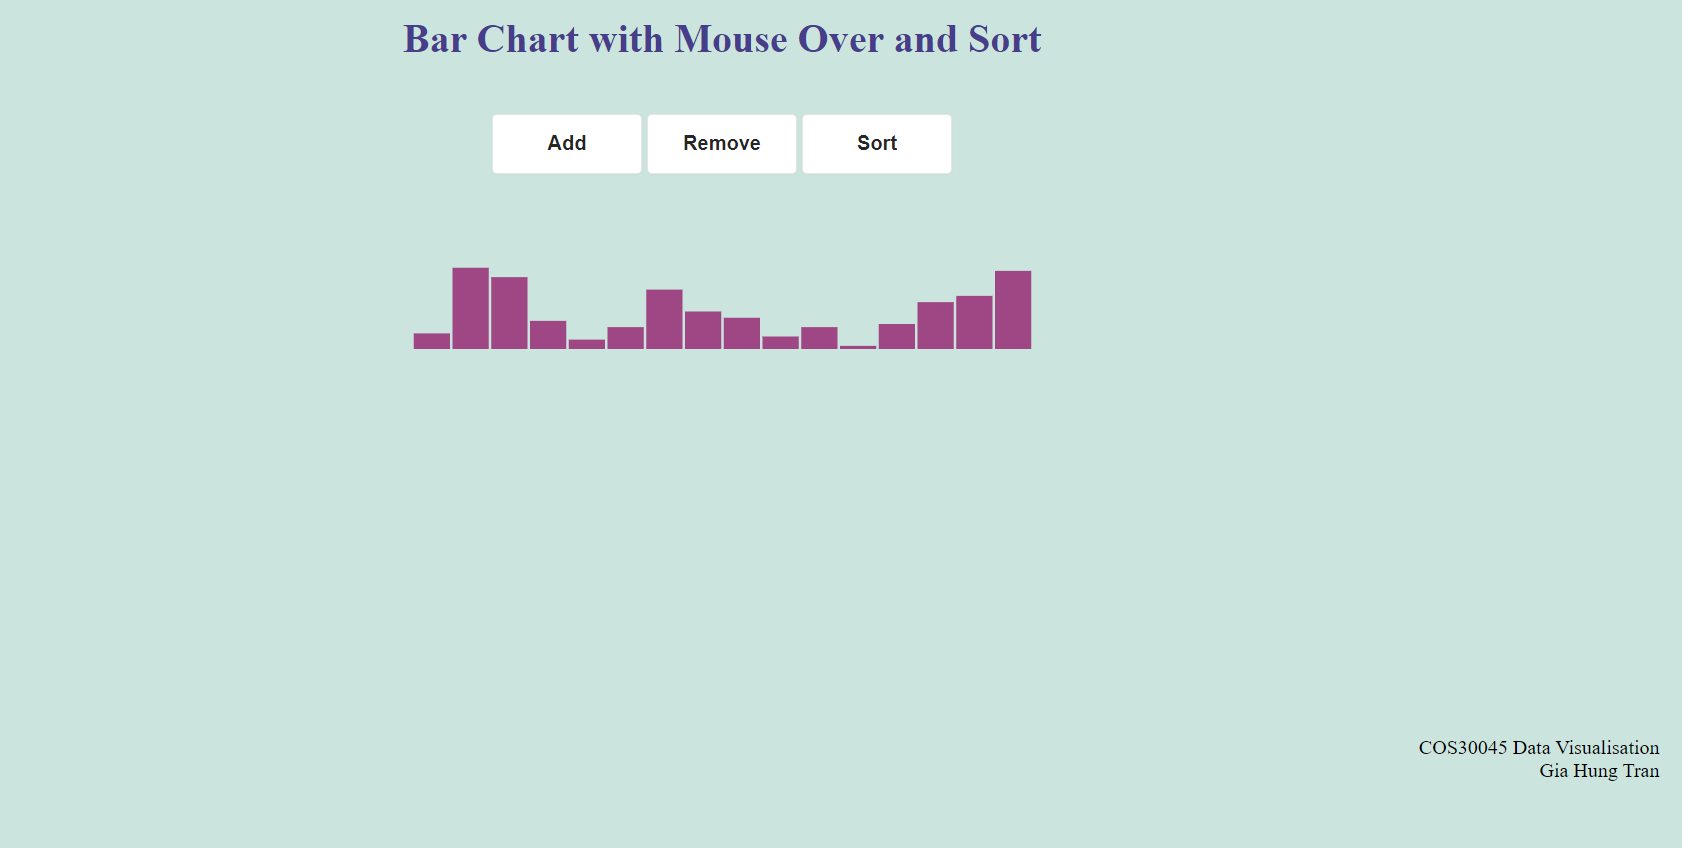 Bar Chart with Mouse Over and Sort
Add
Remove
Sort
COS30045 Data Visualisation
Gia Hung Tran